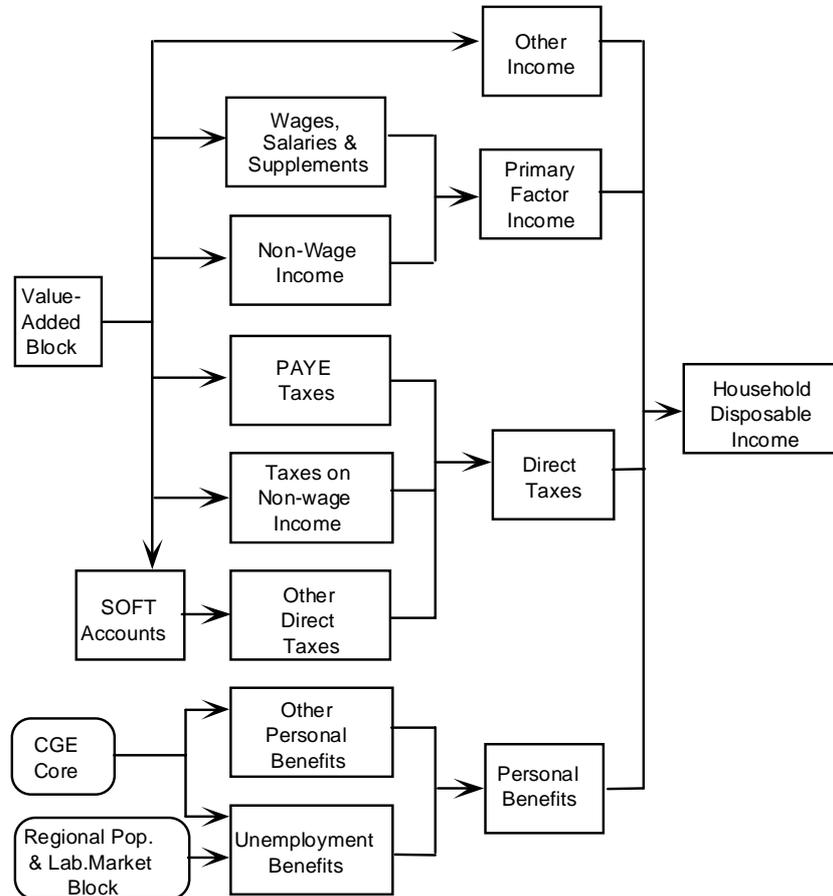 Other
Income
Wages,
Salaries &
Supplements
Primary
Factor
Income
Non-Wage
Income
Value-
Added
Block
PAYE
Taxes
Household
Disposable
Income
Direct
Taxes
Taxes on
Non-wage
Income
SOFT
Accounts
Other
Direct
Taxes
Other
Personal
Benefits
CGE
Core
Personal
Benefits
Regional Pop.
& Lab.Market
Block
Unemployment
Benefits